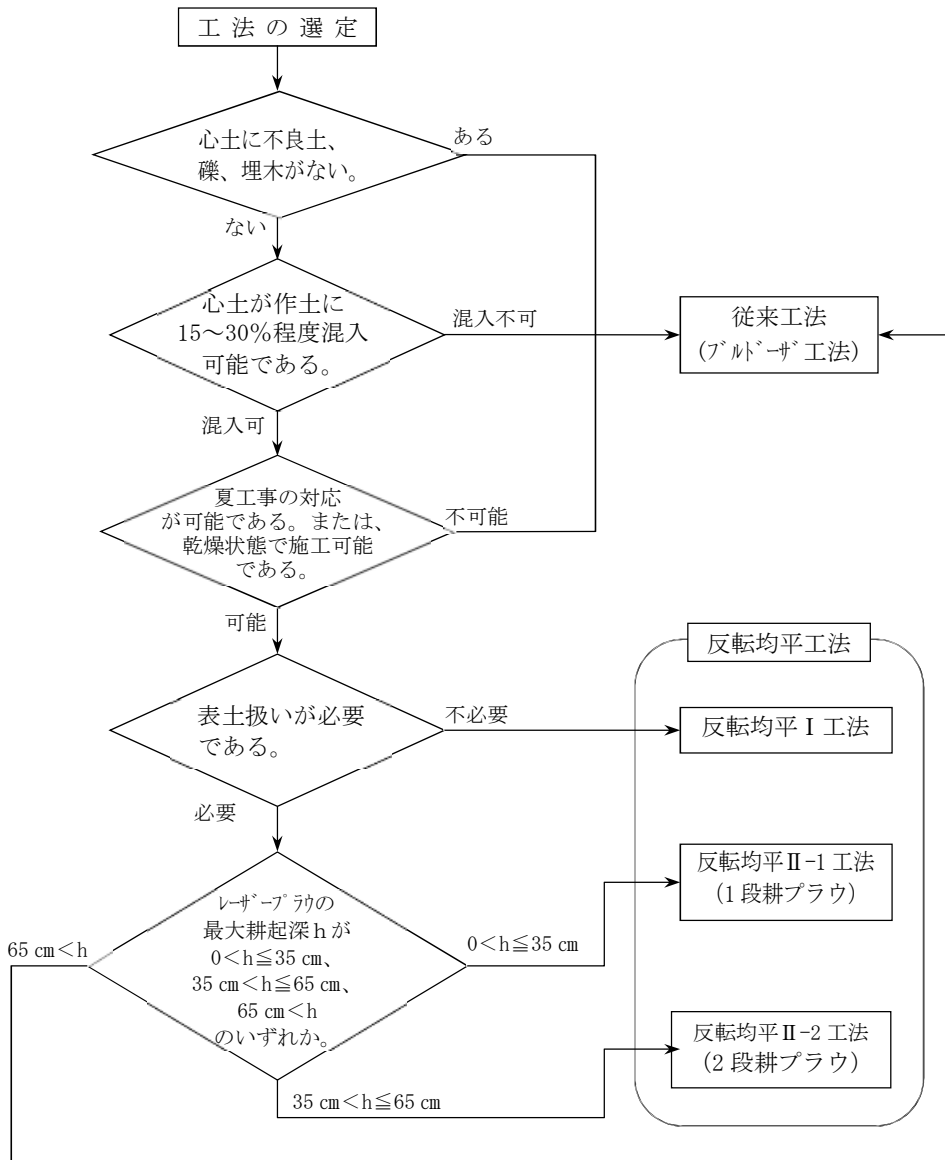 工法の選定
心土に不良土、
礫、埋木がない。
ある
ない
心土が作土に
15～30%程度混入
可能である。
混入不可
従来工法
(ﾌﾞﾙﾄﾞｰｻﾞ工法)
混入可
夏工事の対応
が可能である。または、
乾燥状態で施工可能
である。
不可能
可能
反転均平工法
表土扱いが必要
である。
不必要
反転均平Ⅰ工法
必要
ﾚｰｻﾞｰﾌﾟﾗｳの
最大耕起深ｈが
0＜h≦35 cm、
35 cm＜h≦65 cm、
65 cm＜h
のいずれか。
65 cm＜h
0＜h≦35 cm
反転均平Ⅱ-1 工法
(1 段耕プラウ)
反転均平Ⅱ-2 工法
(2 段耕プラウ)
35 cm＜h≦65 cm